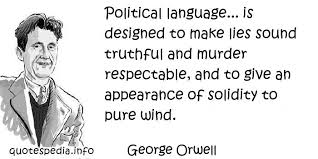 Political language... is
designed to make lies sound
truthful and murder
respectable, and to give an
appearance of solidity to
pure wind.
George Orwell
quotespedia.info